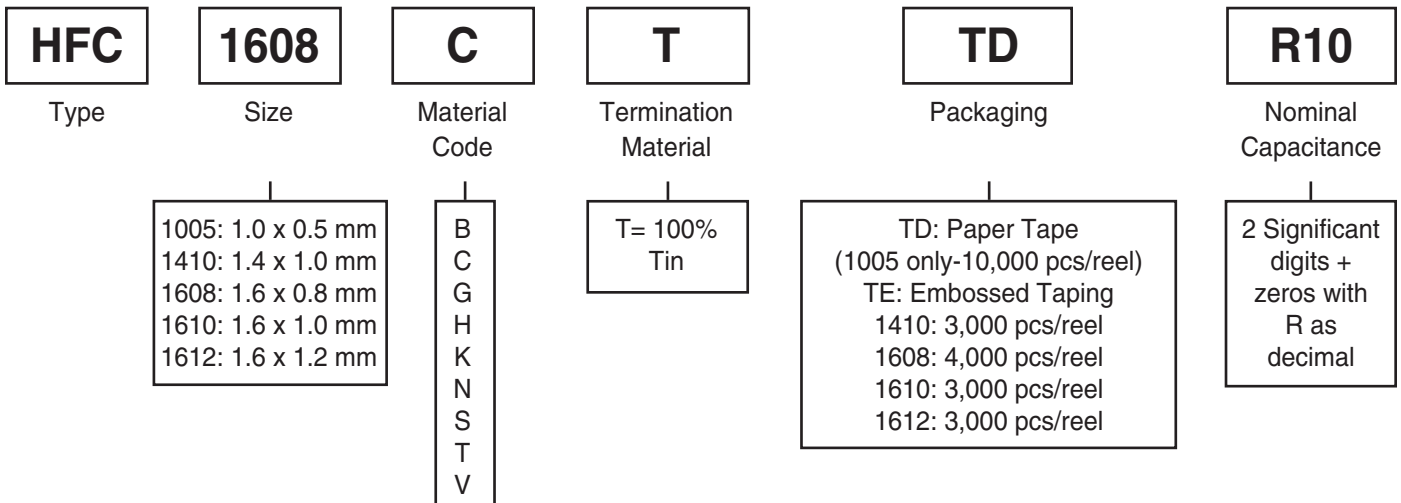 HFC 1608 C T TD R10
Type Size Material Code Termination Material Packaging Nominal Capacitance
1005: 1.0 x 0.5 mm
1410: 1.4 x 1.0 mm
1608: 1.6 x 0.8 mm
1610: 1.6 x 1.0 mm
1612: 1.6 x 1.2 mm
B
C
G
H
K
N
S
T
V
T= 100%
Tin
TD: Paper Tape
(1005 only-10,000 pcs/reel)
TE: Embossed Taping
1410: 3,000 pcs/reel
1608: 4,000 pcs/reel
1610: 3,000 pcs/reel
1612: 3,000 pcs/reel
2 Significant
digits +
zeros with
R as
decimal